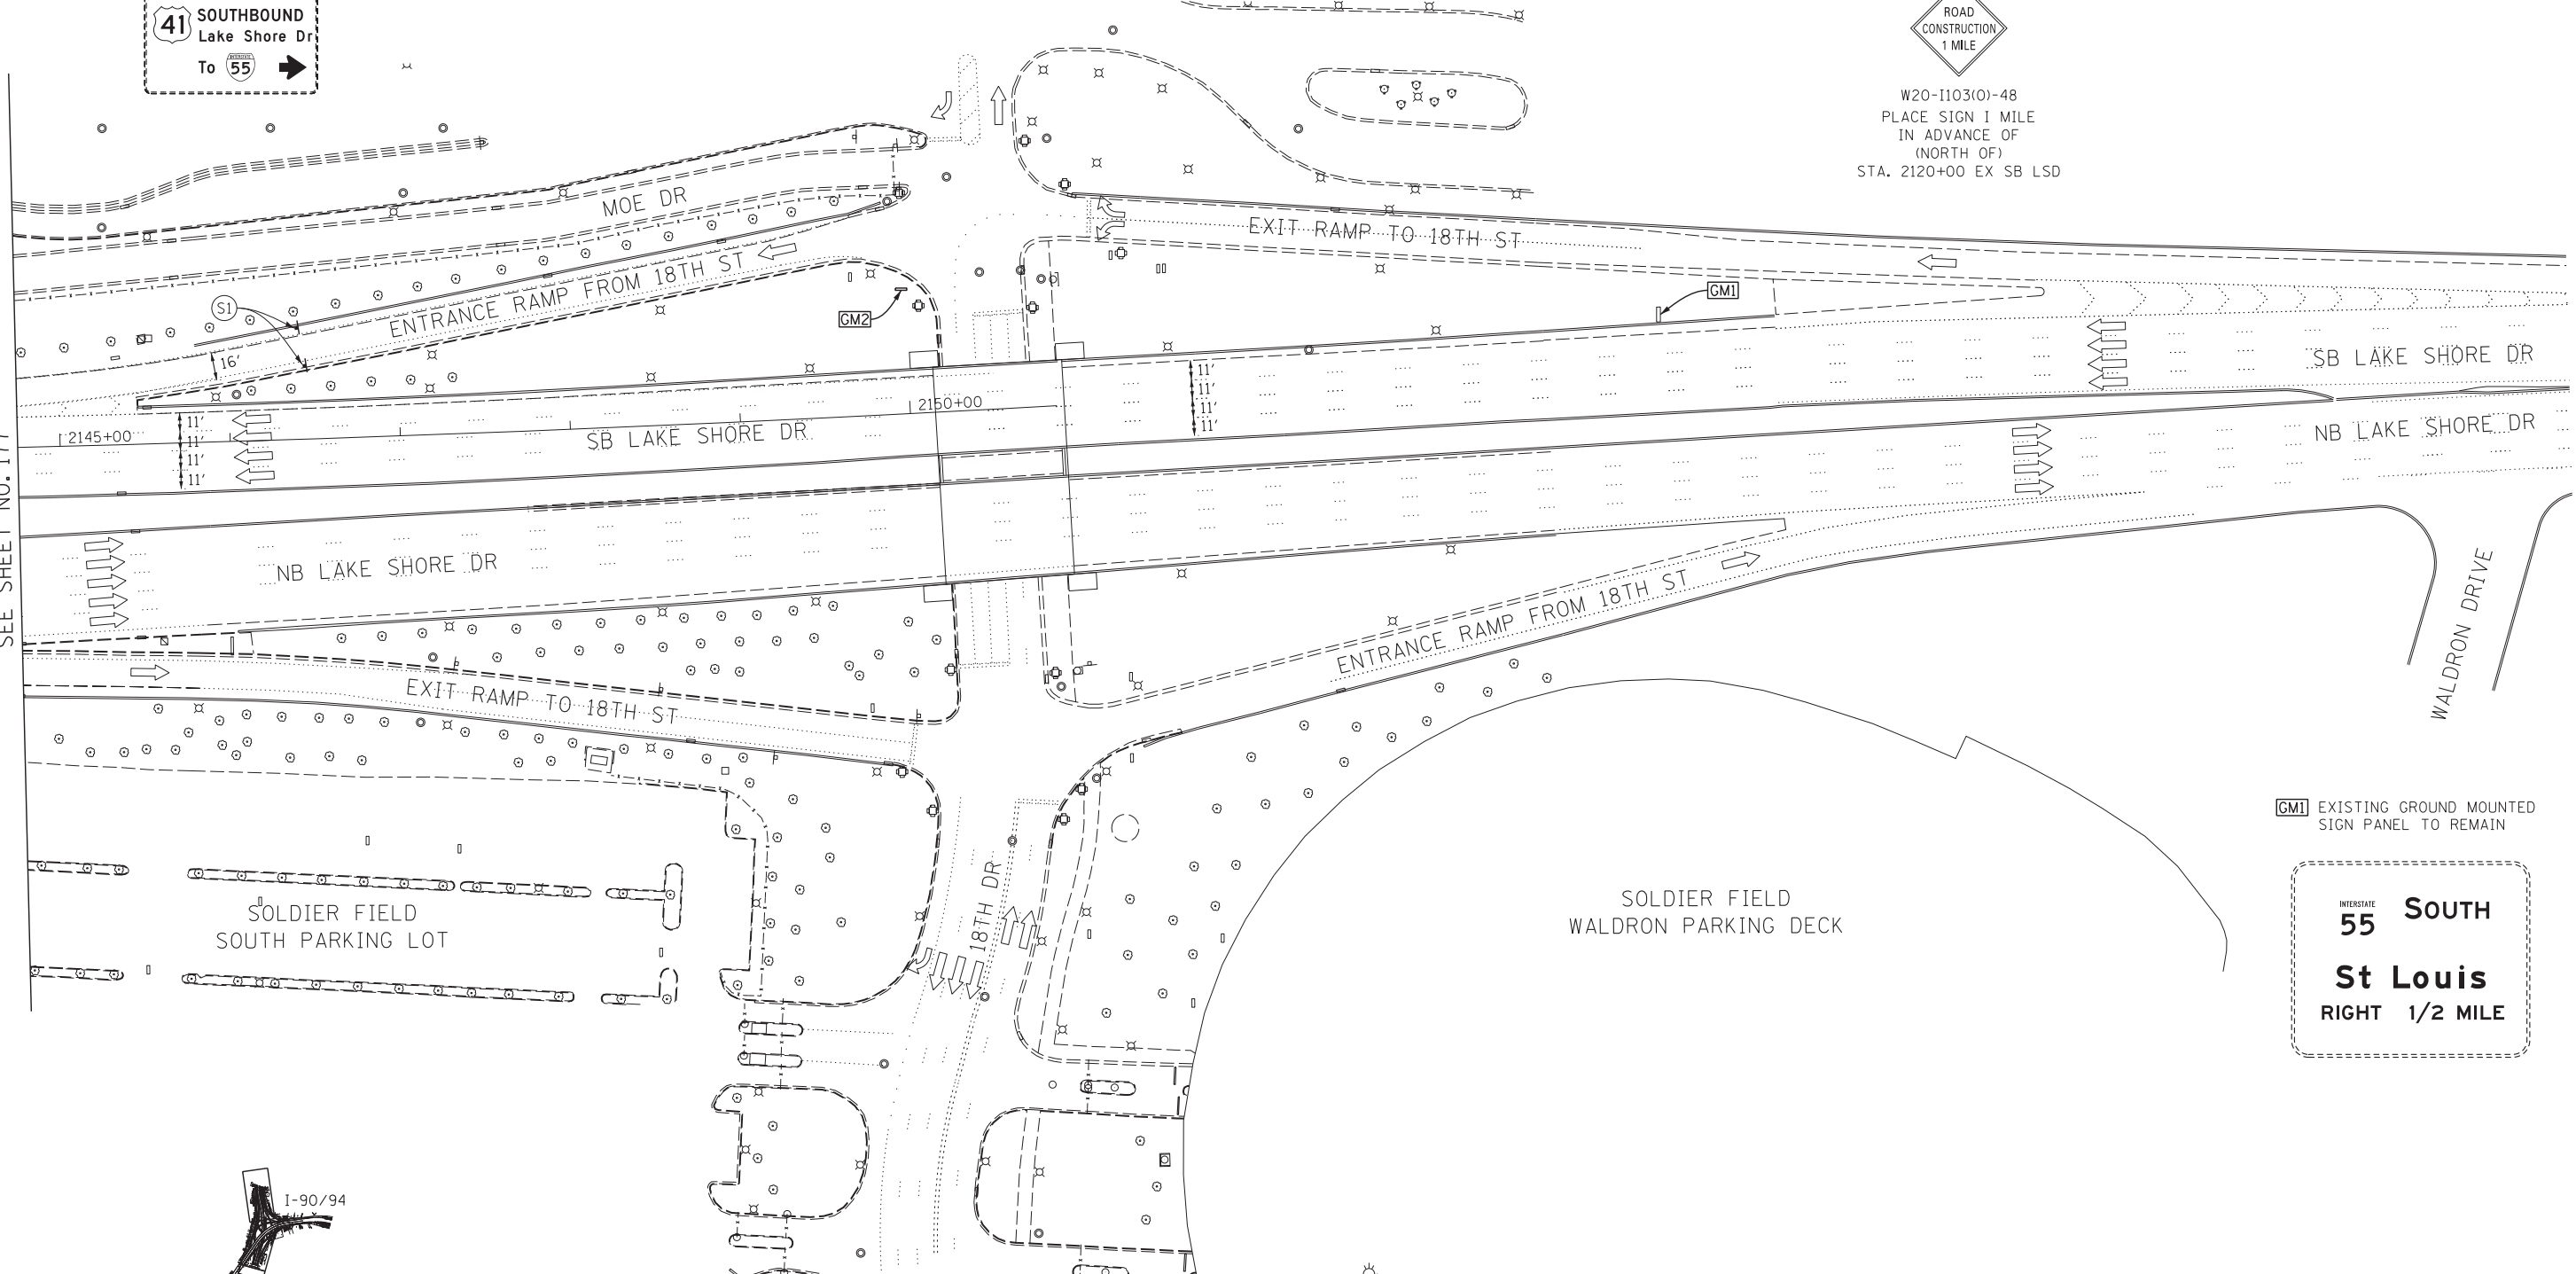 41 SOUTHBOUND
Lake Shore Dr
To INTERSTATE 55
ROAD
CONSTRUCTION
1 MILE
W20-I103(O)-48
PLACE SIGN 1 MILE
IN ADVANCE OF
(NORTH OF)
STA. 2120+00 EX SB LSD
MOE DR
EXIT RAMP TO 18TH ST
ENTRANCE RAMP FROM 18TH ST
S1
GM2
GM1
16'
11'
11'
11'
11'
11'
11'
11'
11'
2145+00
2150+00
SB LAKE SHORE DR
SB LAKE SHORE DR
NB LAKE SHORE DR
NB LAKE SHORE DR
SEE SHEET NO. 177
ENTRANCE RAMP FROM 18TH ST
WALDRON DRIVE
EXIT RAMP TO 18TH ST
18TH DR
SOLDIER FIELD
SOUTH PARKING LOT
SOLDIER FIELD
WALDRON PARKING DECK
GM1 EXISTING GROUND MOUNTED
SIGN PANEL TO REMAIN
INTERSTATE
55 SOUTH
St Louis
RIGHT 1/2 MILE
I-90/94